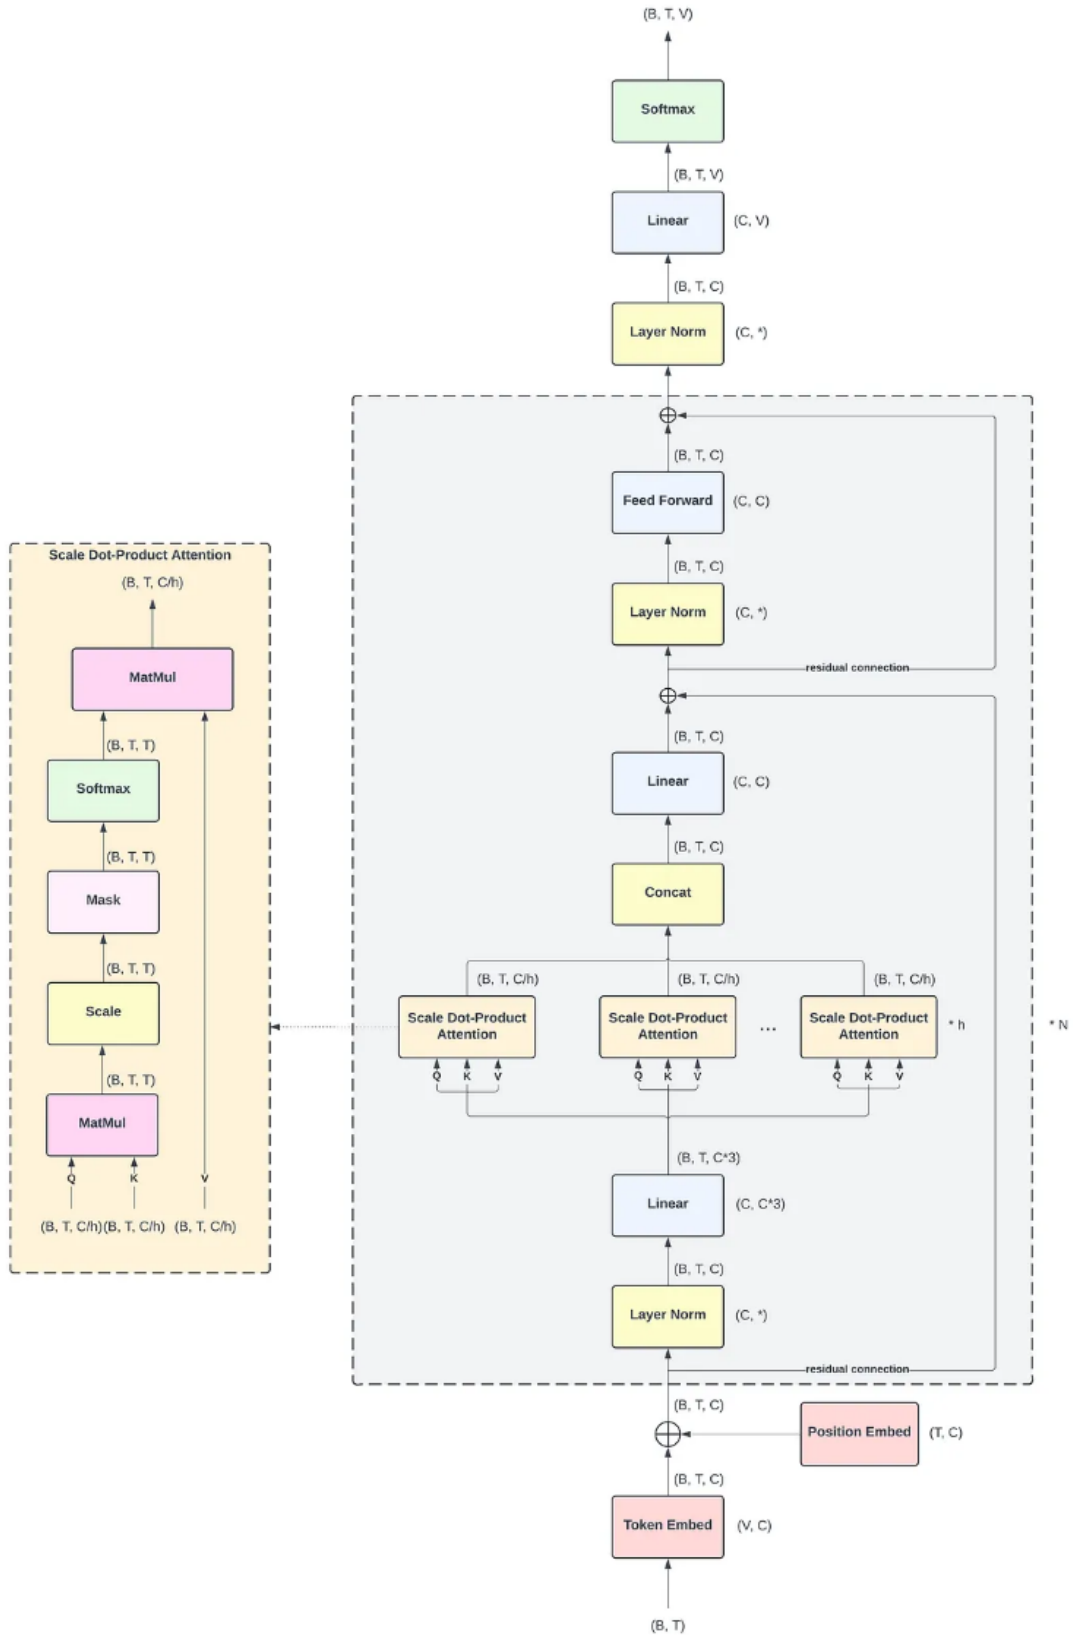 (B, T, V)
Softmax
(B, T, V)
Linear (C, V)
(B, T, C)
Layer Norm (C, *)
(B, T, C)
Feed Forward (C, C)
(B, T, C)
Layer Norm (C, *)
residual connection
(B, T, C)
Linear (C, C)
(B, T, C)
Concat
(B, T, C/h) (B, T, C/h) (B, T, C/h)
Scale Dot-Product
Attention
Scale Dot-Product
Attention
...
Scale Dot-Product
Attention
* h
* N
Q K V Q K V Q K V
(B, T, C*3)
Linear (C, C*3)
(B, T, C)
Layer Norm (C, *)
residual connection
(B, T, C)
Position Embed (T, C)
(B, T, C)
Token Embed (V, C)
(B, T)
Scale Dot-Product Attention
(B, T, C/h)
MatMul
(B, T, T)
Softmax
(B, T, T)
Mask
(B, T, T)
Scale
(B, T, T)
MatMul
Q K V
(B, T, C/h) (B, T, C/h) (B, T, C/h)